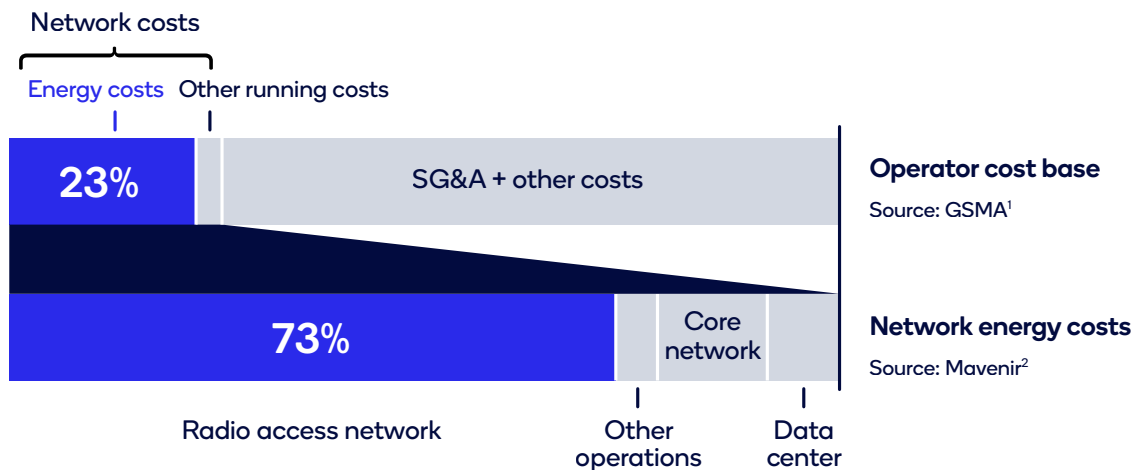 Network costs
Energy costs
Other running costs
23%
SG&A + other costs
Operator cost base
Source: GSMA¹
73%
Core
network
Network energy costs
Source: Mavenir²
Radio access network
Other
operations
Data
center